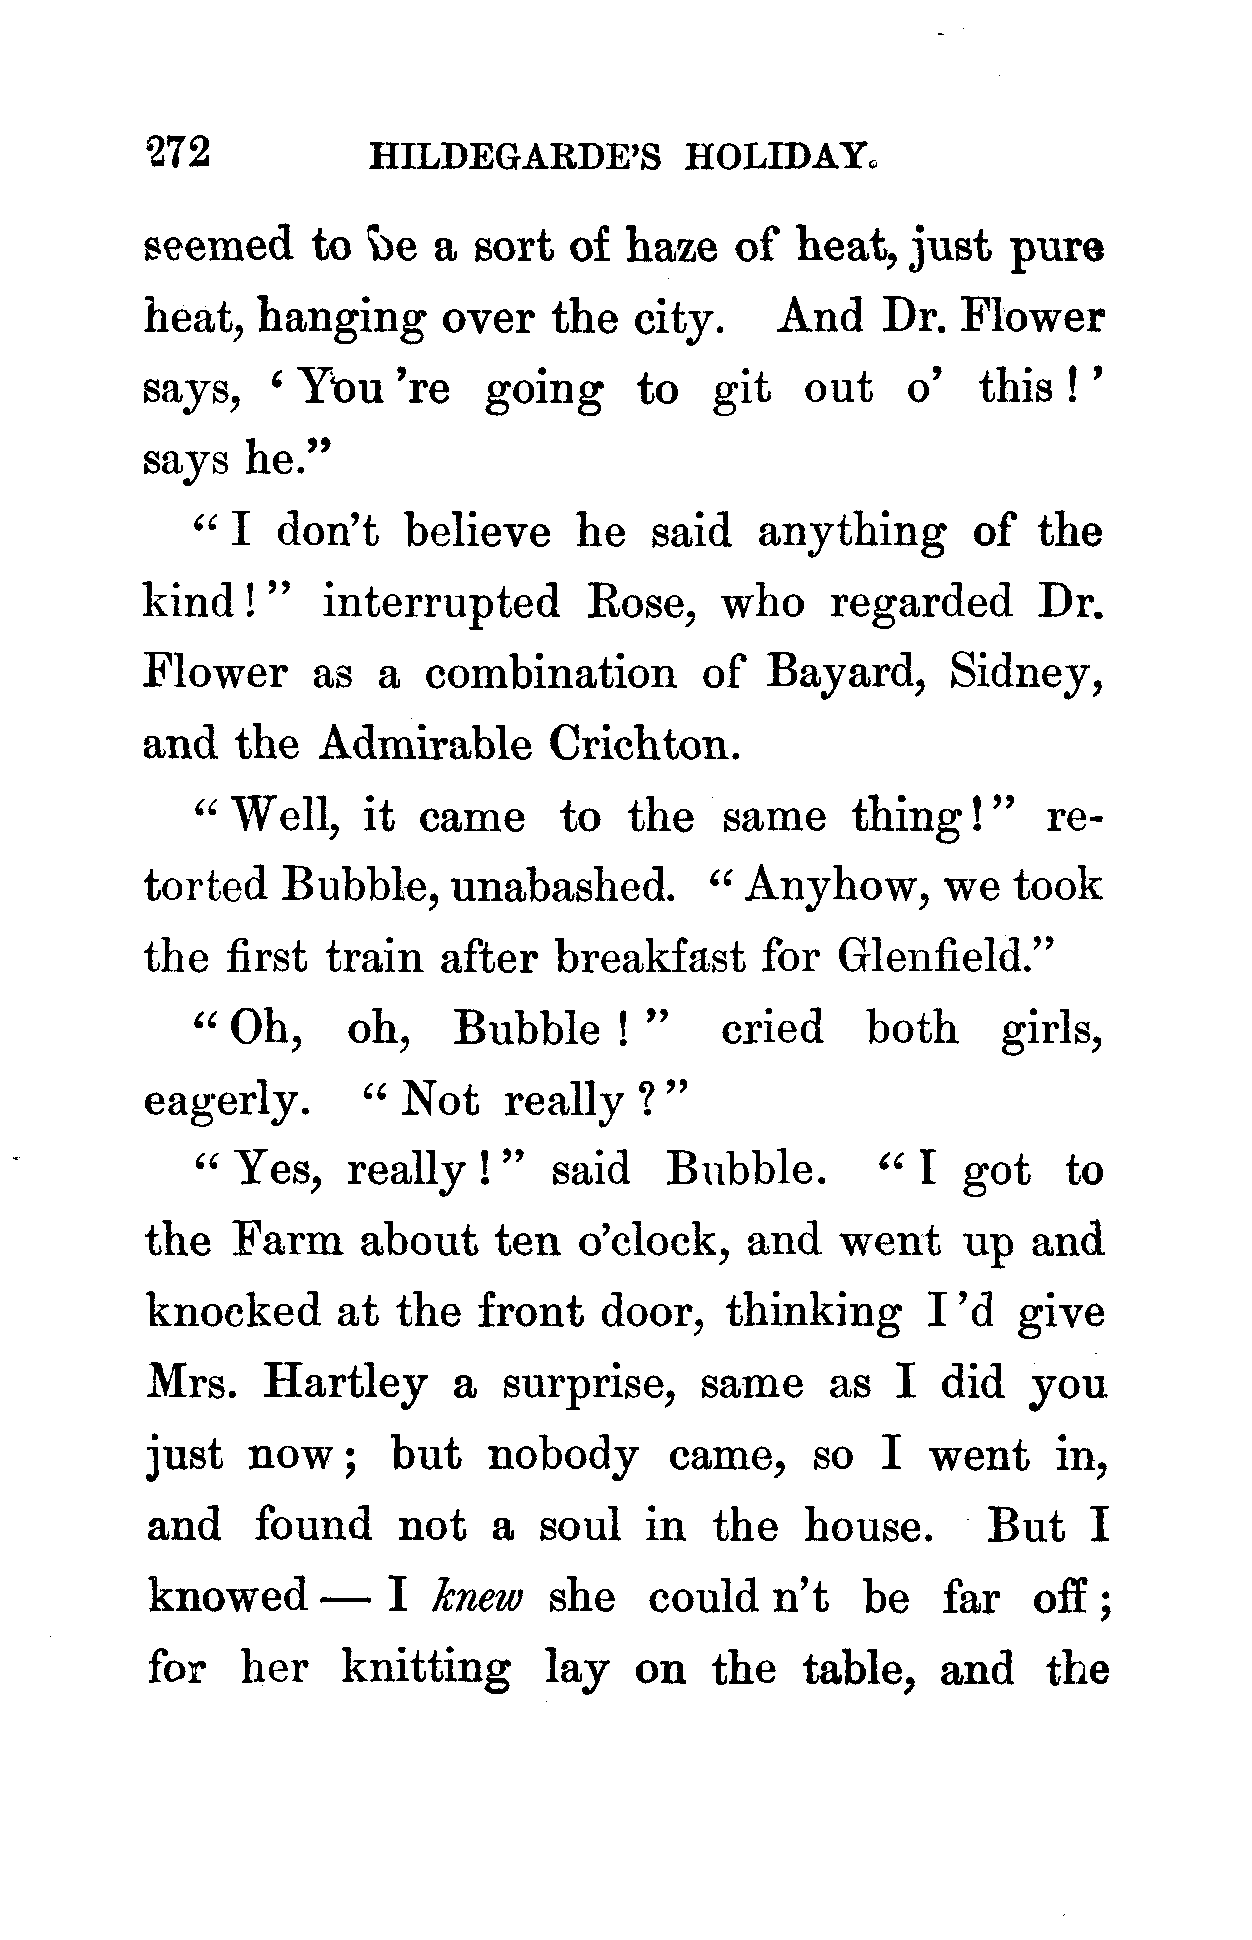 272 HILDEGARDE'S HOLIDAY.
seemed to be a sort of haze of heat, just pure
heat, hanging over the city. And Dr. Flower
says, ‘You 're going to git out o’ this!’
says he.”
“I don't believe he said anything of the
kind!” interrupted Rose, who regarded Dr.
Flower as a combination of Bayard, Sidney,
and the Admirable Crichton.
“Well, it came to the same thing!” re-
torted Bubble, unabashed. “Anyhow, we took
the first train after breakfast for Glenfield.”
“Oh, oh, Bubble!” cried both girls,
eagerly. “Not really?”
“Yes, really!” said Bubble. “I got to
the Farm about ten o'clock, and went up and
knocked at the front door, thinking I 'd give
Mrs. Hartley a surprise, same as I did you
just now; but nobody came, so I went in,
and found not a soul in the house. But I
knowed — I knew she could n't be far off;
for her knitting lay on the table, and the